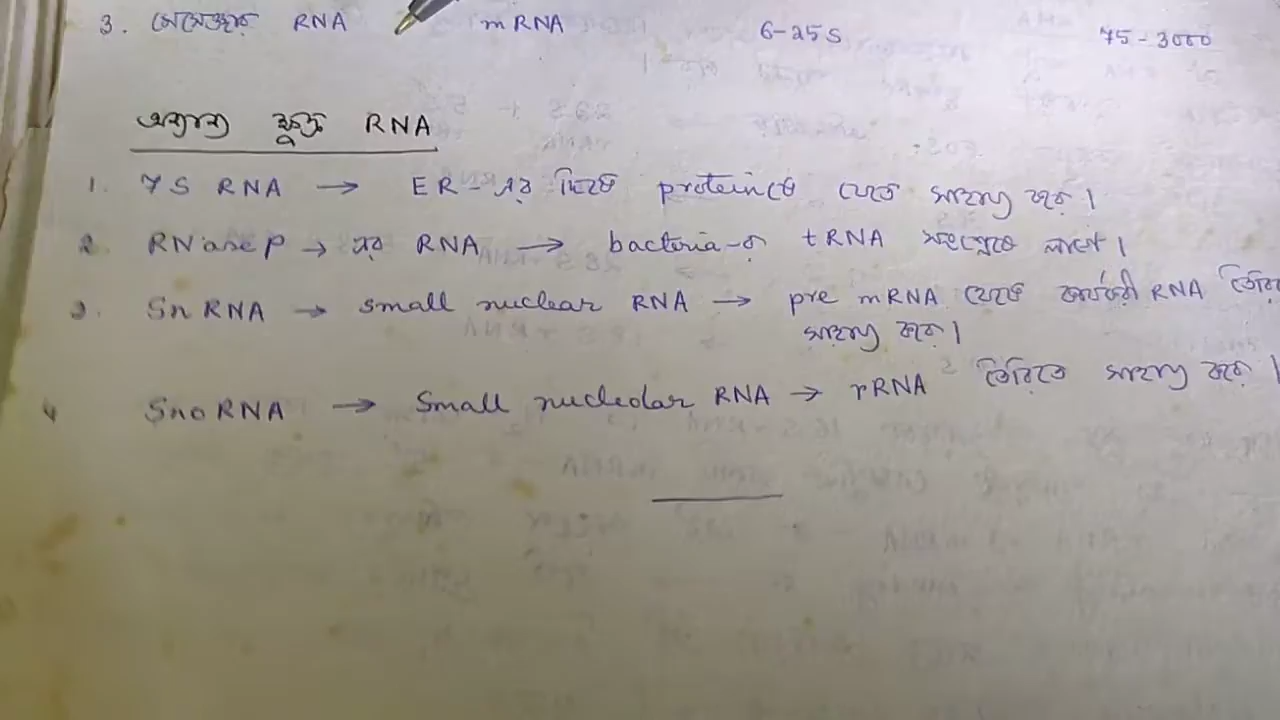 3. মেসেঞ্জার RNA mRNA 6-25S 75-3000
অন্যান্য ক্ষুদ্র RNA
1. 7S RNA → ER-এর দিকে proteinকে যেতে সাহায্য করে।
2. RNase P → এর RNA → bacteria-র tRNA সংশ্লেষে লাগে।
3. SnRNA → small nuclear RNA → pre mRNA থেকে কার্যকরী RNA তৈরি
সাহায্য করে।
4 SnoRNA → Small nucleolar RNA → rRNA তৈরিতে সাহায্য করে।